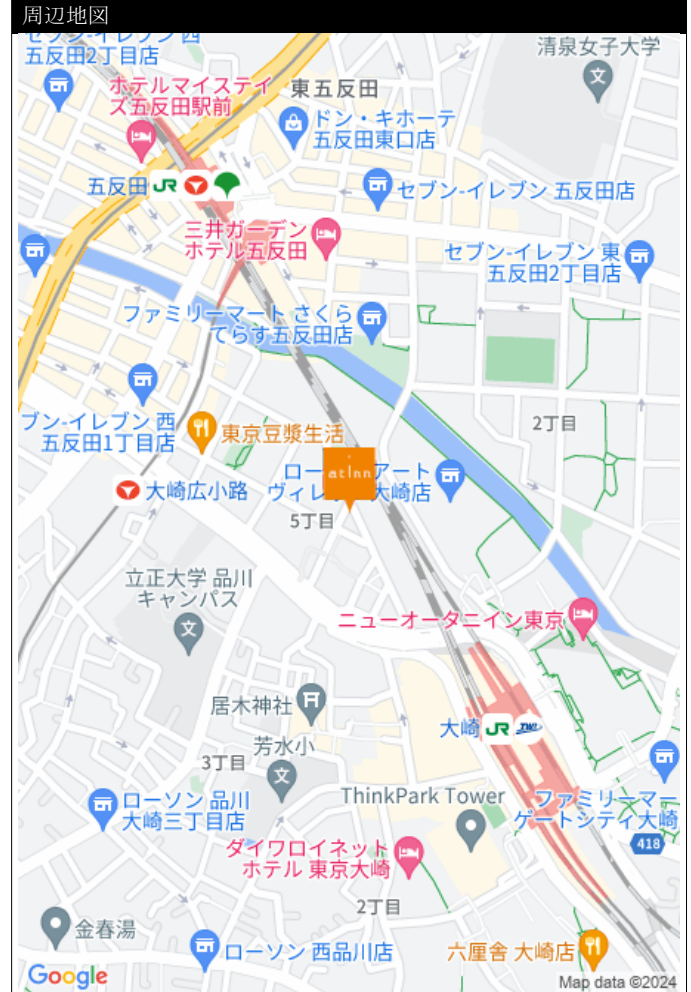 周辺地図
セブン-イレブン 西
五反田2丁目店
清泉女子大学
ホテルマイステイ
ズ五反田駅前
東五反田
ドン・キホーテ
五反田東口店
五反田
JR
セブン-イレブン 五反田店
三井ガーデン
ホテル五反田
セブン-イレブン 東
五反田2丁目店
ファミリーマート さくら
てらす五反田店
ブン-イレブン 西
五反田1丁目店
東京豆漿生活
2丁目
at inn
ロー アート
ヴィレ 大崎店
大崎広小路
5丁目
立正大学 品川
キャンパス
ニューオータニイン東京
居木神社
大崎
JR
TWR
芳水小
3丁目
ThinkPark Tower
ローソン 品川
大崎三丁目店
ファミリーマー
ゲートシティ大崎
418
ダイワロイネット
ホテル 東京大崎
2丁目
金春湯
ローソン 西品川店
六厘舎 大崎店
Google
Map data ©2024